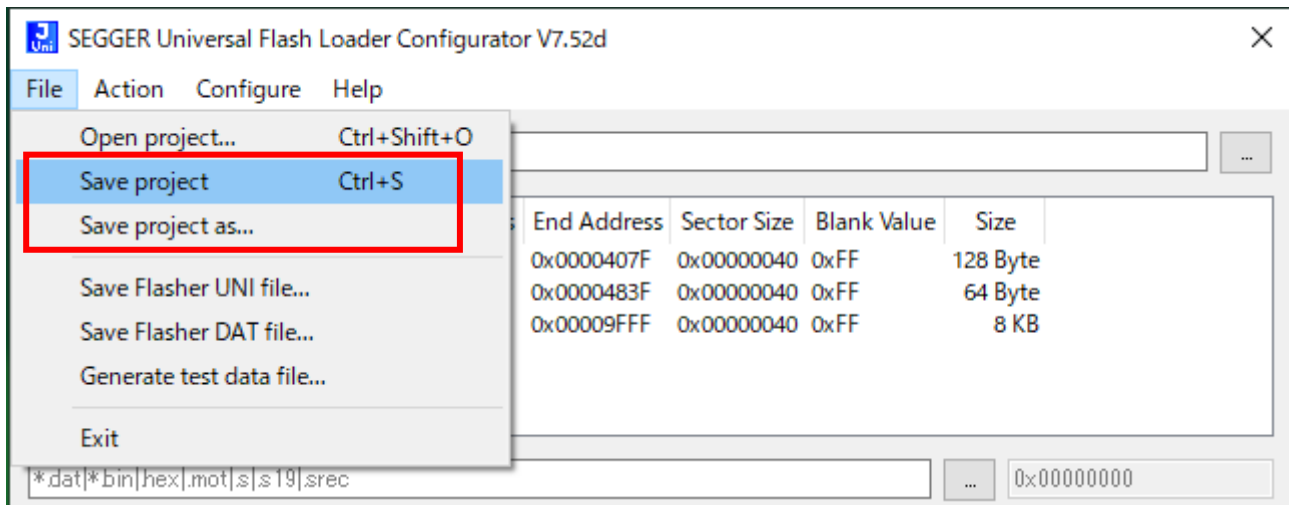 J
Uni
SEGGER Universal Flash Loader Configurator V7.52d
File Action Configure Help
Open project... Ctrl+Shift+O
...
Save project Ctrl+S
Save project as...
End Address Sector Size Blank Value Size
0x0000407F 0x00000040 0xFF 128 Byte
Save Flasher UNI file...
0x0000483F 0x00000040 0xFF 64 Byte
Save Flasher DAT file...
0x00009FFF 0x00000040 0xFF 8 KB
Generate test data file...
Exit
*.dat|*.bin|.hex|.mot|.s|.s19|.srec ... 0x00000000